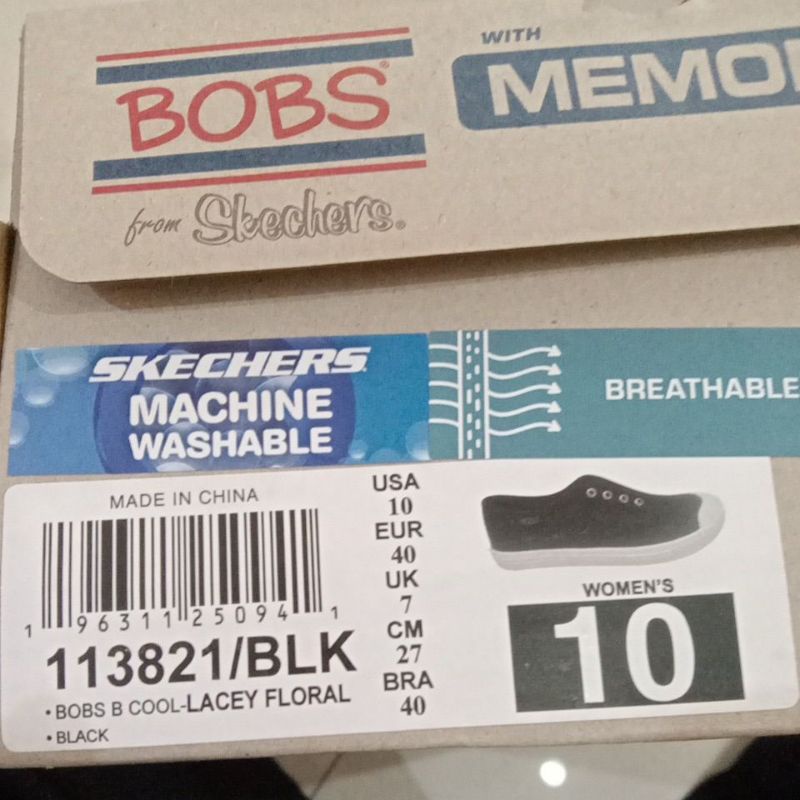 BOBS®
from Skechers®
WITH
SKECHERS
MACHINE
WASHABLE
BREATHABLE
MADE IN CHINA
1 96311 25094 1
113821/BLK
•BOBS B COOL-LACEY FLORAL
•BLACK
USA
10
EUR
40
UK
7
CM
27
BRA
40
WOMEN'S
10